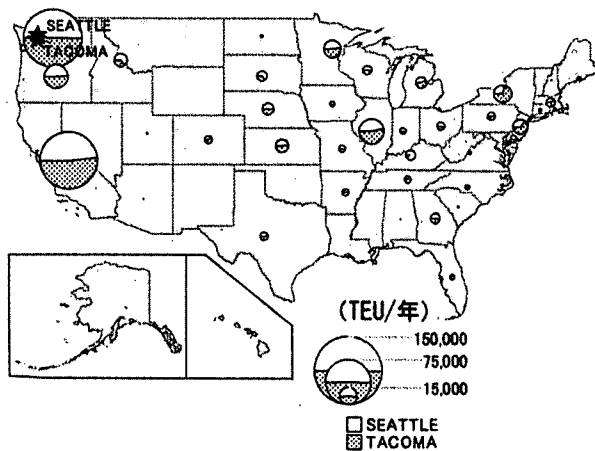 SEATTLE
TACOMA
(TEU/年)
150,000
75,000
15,000
SEATTLE
TACOMA